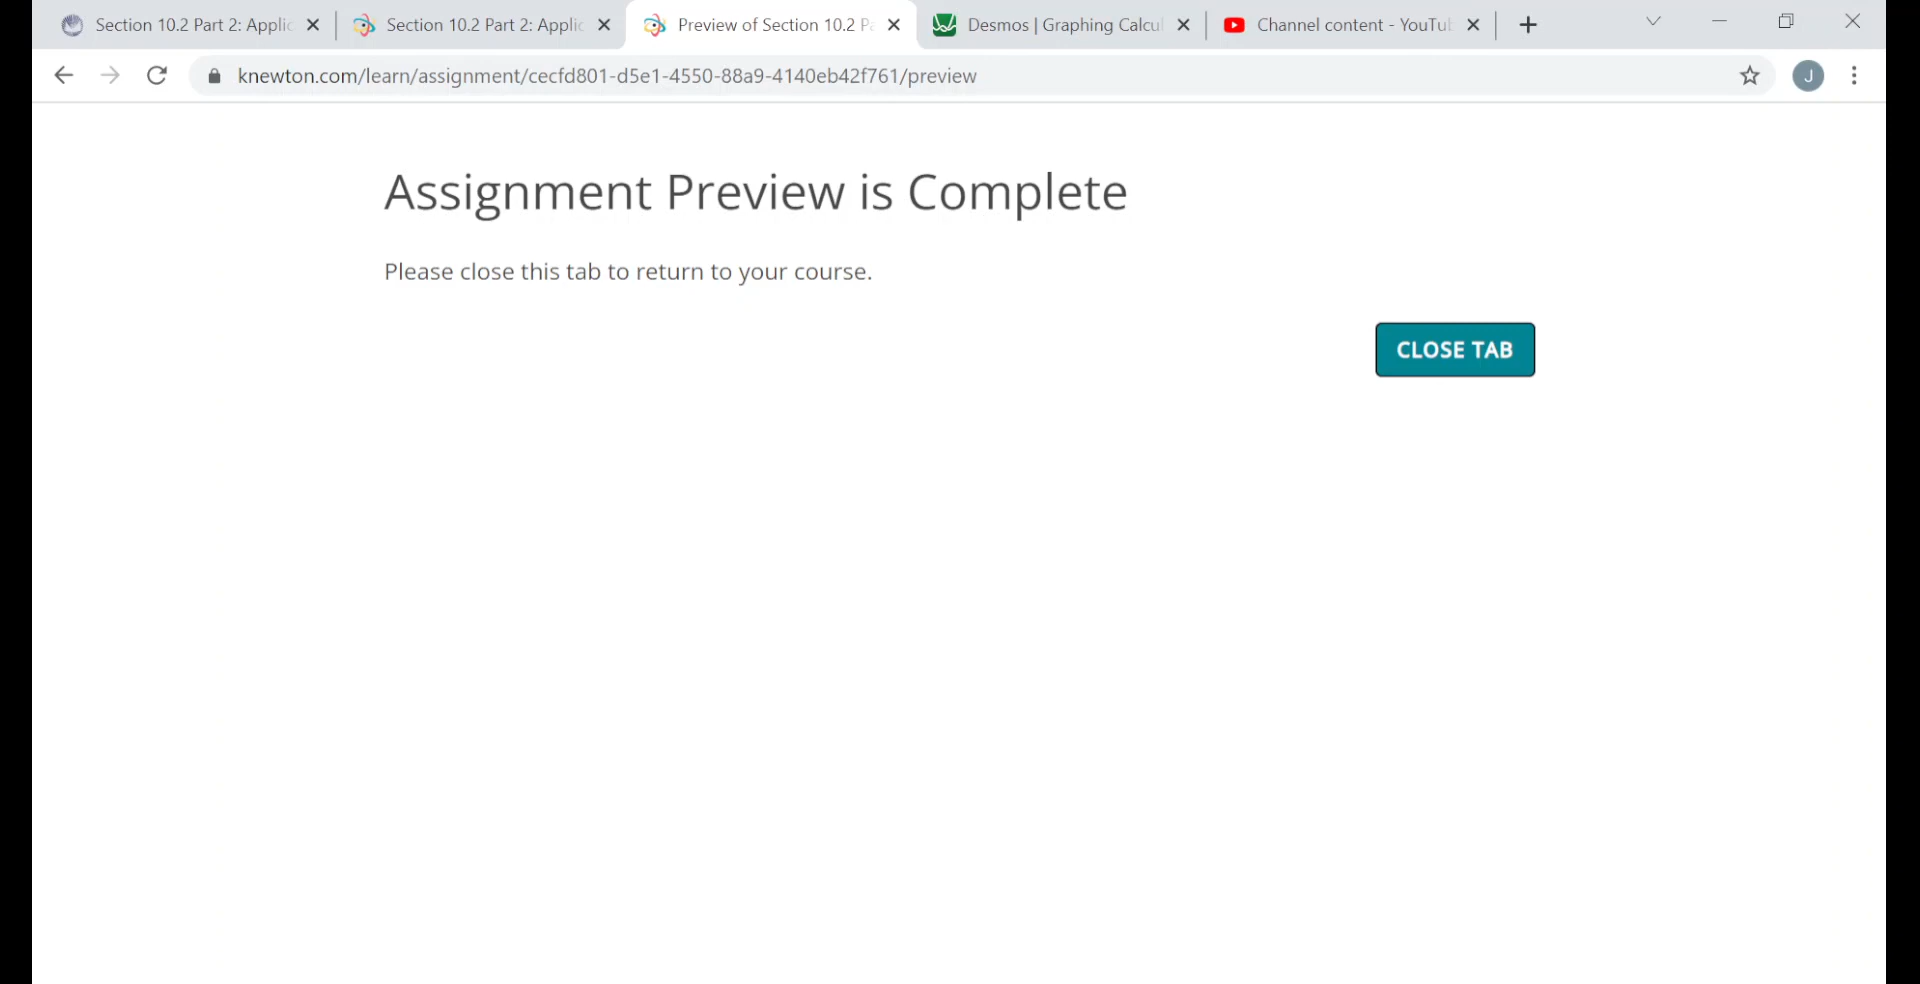 Section 10.2 Part 2: Applic
Section 10.2 Part 2: Applic
Preview of Section 10.2 Pa
Desmos | Graphing Calcul
Channel content - YouTub
knewton.com/learn/assignment/cecfd801-d5e1-4550-88a9-4140eb42f761/preview
J
Assignment Preview is Complete
Please close this tab to return to your course.
CLOSE TAB